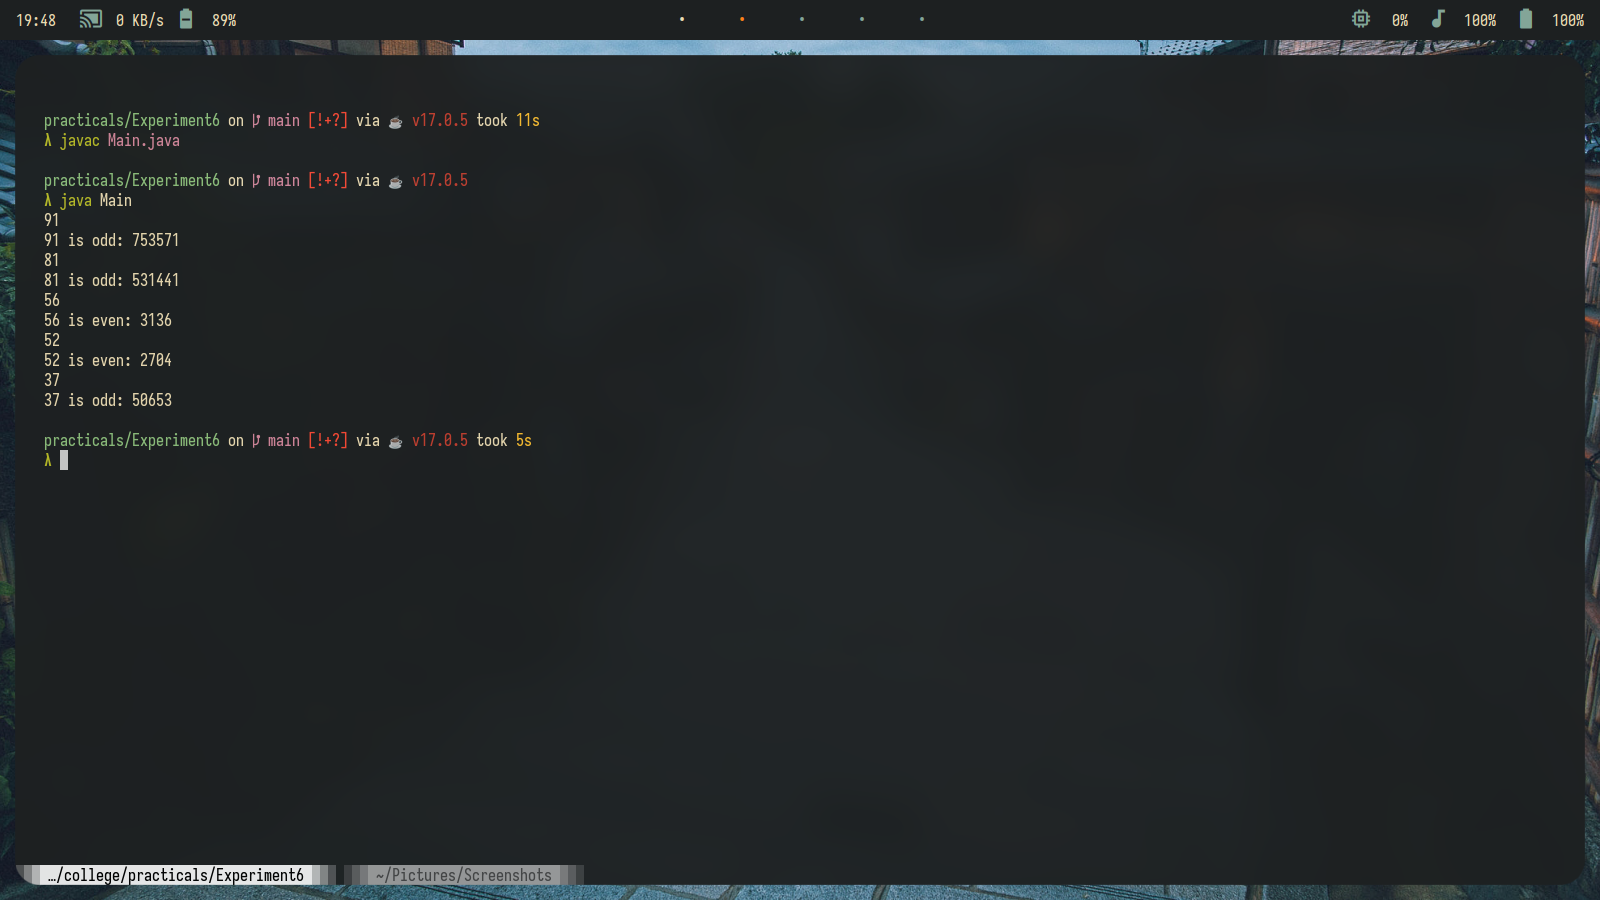 19:48 0 KB/s 89% 0% 100% 100%
practicals/Experiment6 on main [!+?] via v17.0.5 took 11s
λ javac Main.java
practicals/Experiment6 on main [!+?] via v17.0.5
λ java Main
91
91 is odd: 753571
81
81 is odd: 531441
56
56 is even: 3136
52
52 is even: 2704
37
37 is odd: 50653
practicals/Experiment6 on main [!+?] via v17.0.5 took 5s
λ
…/college/practicals/Experiment6 ~/Pictures/Screenshots